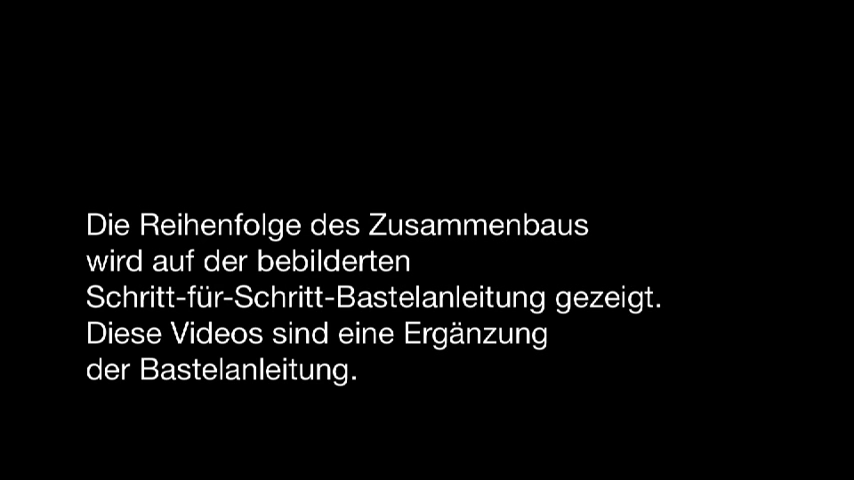 Die Reihenfolge des Zusammenbaus
wird auf der bebilderten
Schritt-für-Schritt-Bastelanleitung gezeigt.
Diese Videos sind eine Ergänzung
der Bastelanleitung.